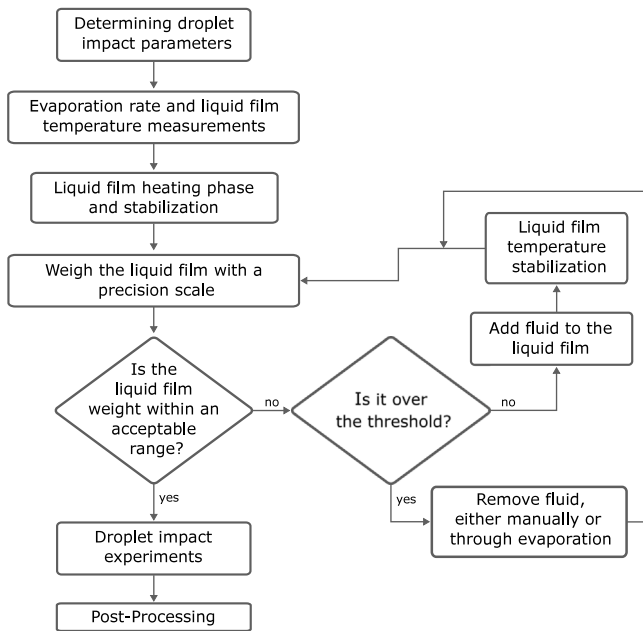 Determining droplet
impact parameters
Evaporation rate and liquid film
temperature measurements
Liquid film heating phase
and stabilization
Weigh the liquid film with a
precision scale
Liquid film
temperature
stabilization
Add fluid to the
liquid film
Is the
liquid film
weight within an
acceptable
range?
no
Is it over
the threshold?
no
yes
yes
Remove fluid,
either manually or
through evaporation
Droplet impact
experiments
Post-Processing